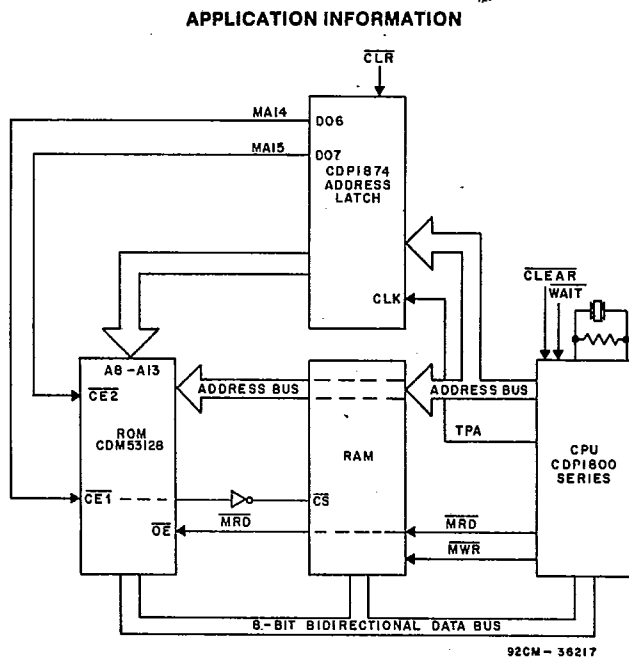 APPLICATION INFORMATION
CLR
MA14
DO6
MA15
DO7
CDP1874
ADDRESS
LATCH
CLK
CLEAR
WAIT
A8-A13
CE2
ADDRESS BUS
ADDRESS BUS
ROM
CDM53128
RAM
TPA
CPU
CDP1800
SERIES
CE1
CS
OE
MRD
MRD
MWR
8-BIT BIDIRECTIONAL DATA BUS
92CM-36217